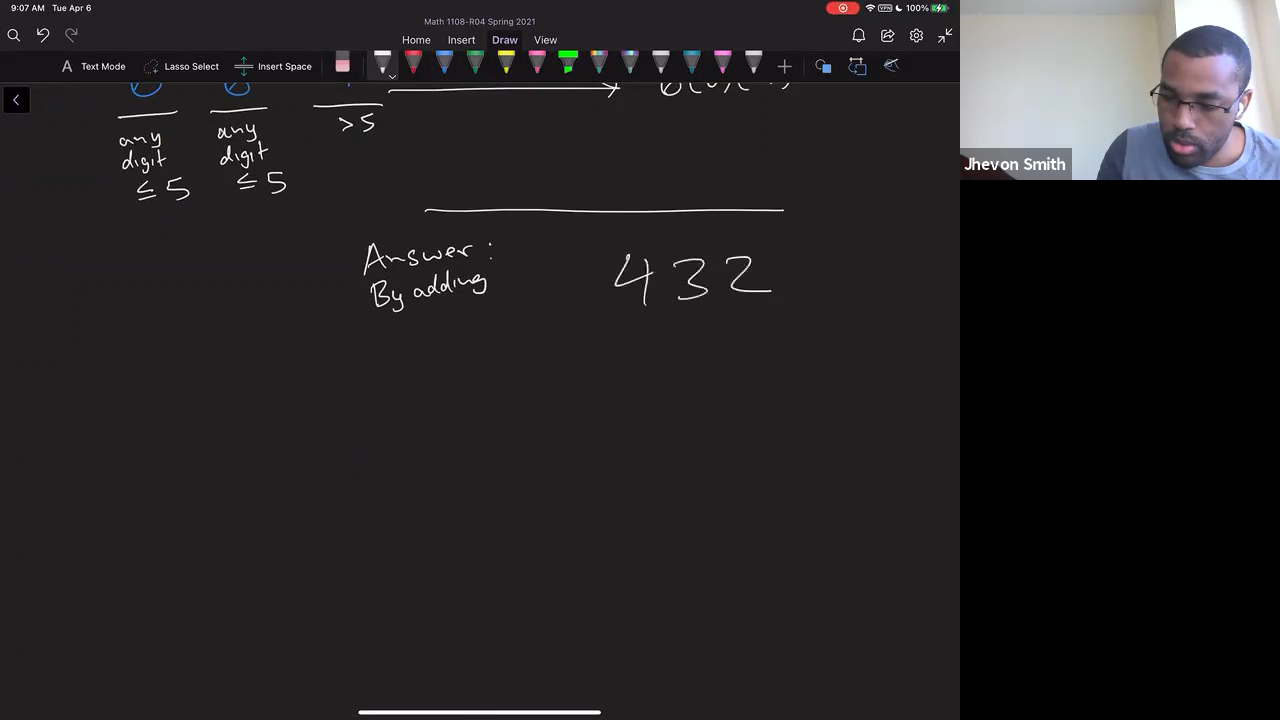 9:07 AM Tue Apr 6 VPN 100%
Math 1108-R04 Spring 2021
Home Insert Draw View
Text Mode Lasso Select Insert Space
any digit ≤ 5
any digit ≤ 5
> 5
Answer:
By adding
432
Jhevon Smith